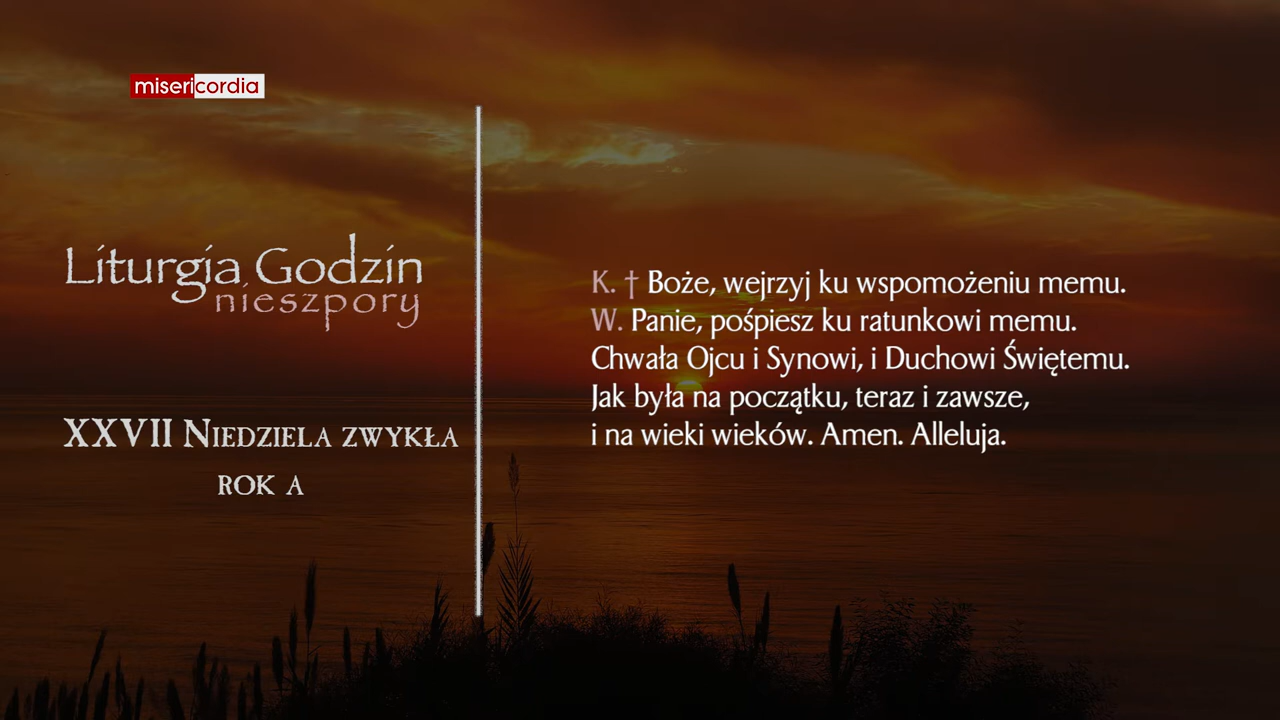 misericordia
Liturgia Godzin
nieszpory
XXVII Niedziela zwykła
rok a
K. † Boże, wejrzyj ku wspomożeniu memu.
W. Panie, pośpiesz ku ratunkowi memu.
Chwała Ojcu i Synowi, i Duchowi Świętemu.
Jak była na początku, teraz i zawsze,
i na wieki wieków. Amen. Alleluja.